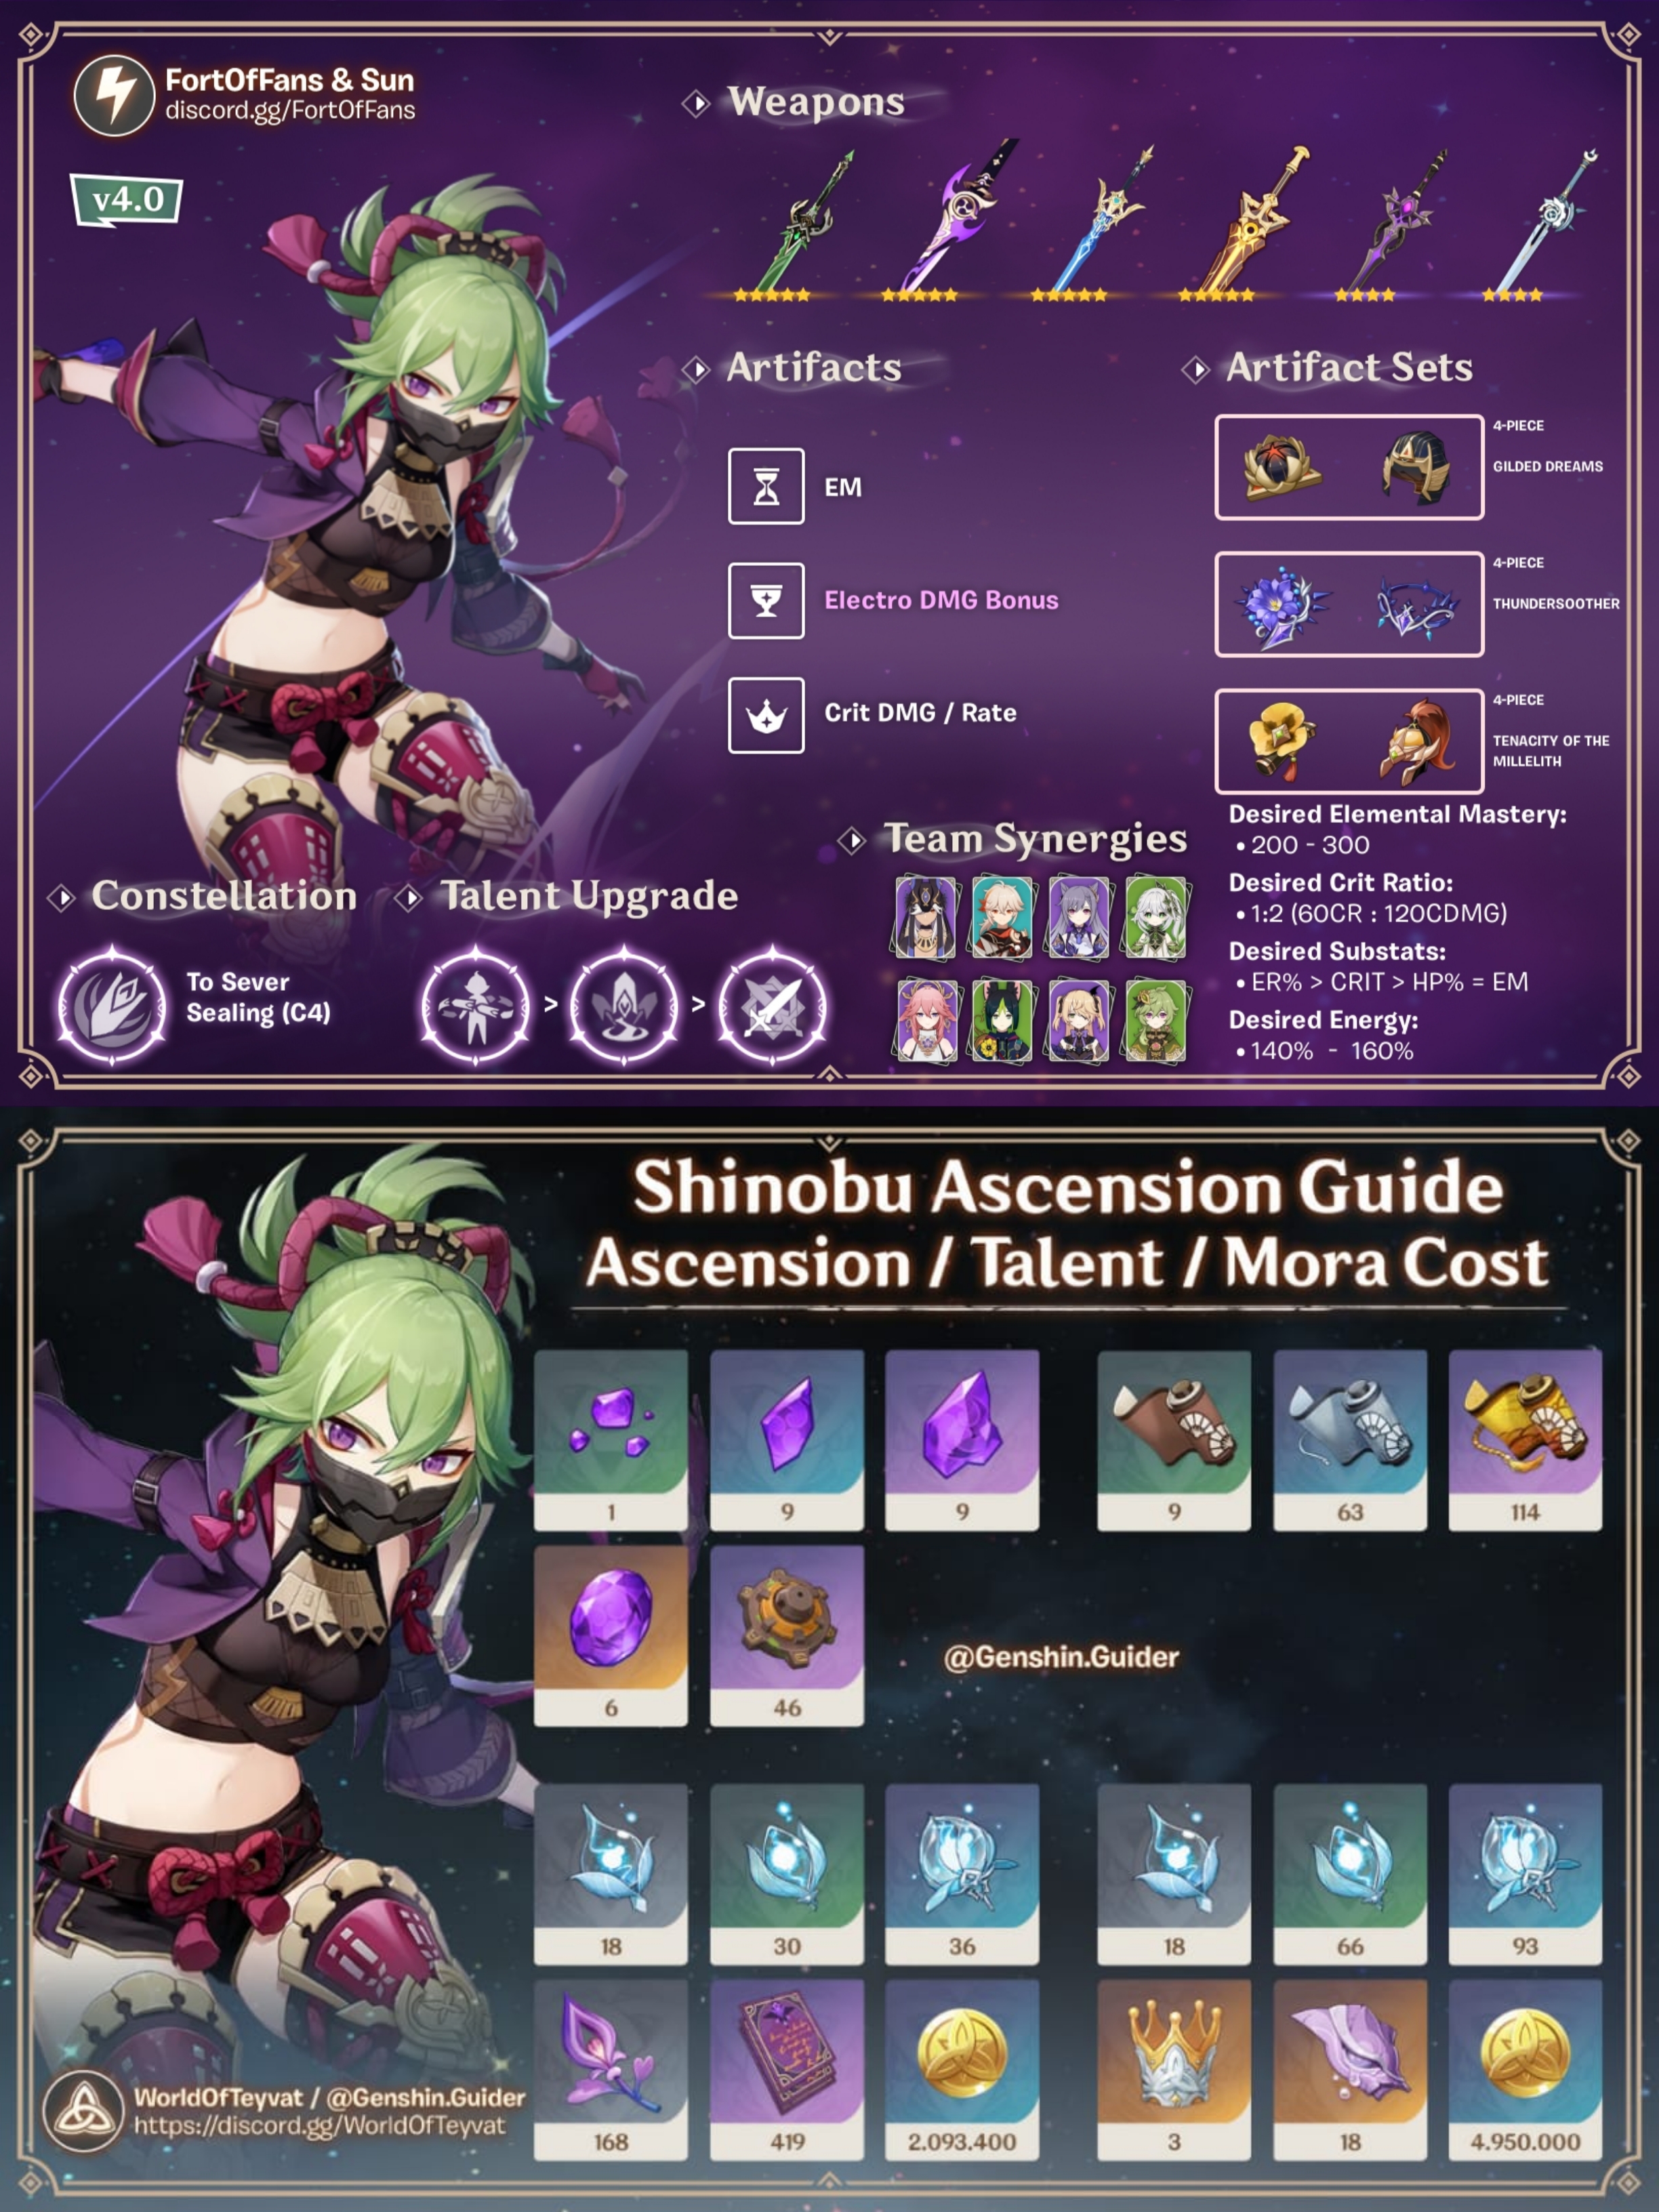 FortOfFans & Sun
discord.gg/FortOfFans
v4.0
Weapons
Artifacts
EM
Electro DMG Bonus
Crit DMG / Rate
Artifact Sets
4-PIECE
GILDED DREAMS
4-PIECE
THUNDERSOOTHER
4-PIECE
TENACITY OF THE
MILLELITH
Constellation
To Sever
Sealing (C4)
Talent Upgrade
> >
Team Synergies
Desired Elemental Mastery:
• 200 - 300
Desired Crit Ratio:
• 1:2 (60CR : 120CDMG)
Desired Substats:
• ER% > CRIT > HP% = EM
Desired Energy:
• 140% - 160%
Shinobu Ascension Guide
Ascension / Talent / Mora Cost
1 9 9 9 63 114
6 46
@Genshin.Guider
18 30 36 18 66 93
168 419 2.093.400 3 18 4.950.000
WorldOfTeyvat / @Genshin.Guider
https://discord.gg/WorldOfTeyvat